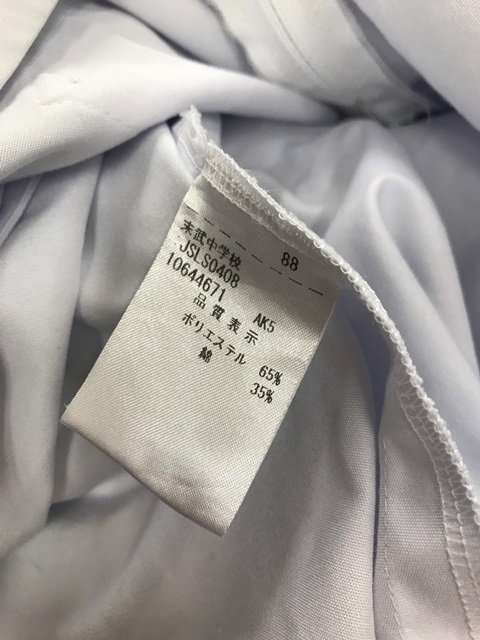 88
末武中学校
JSLS0408
10644671 AK5
品質表示
ポリエステル 65%
綿 35%